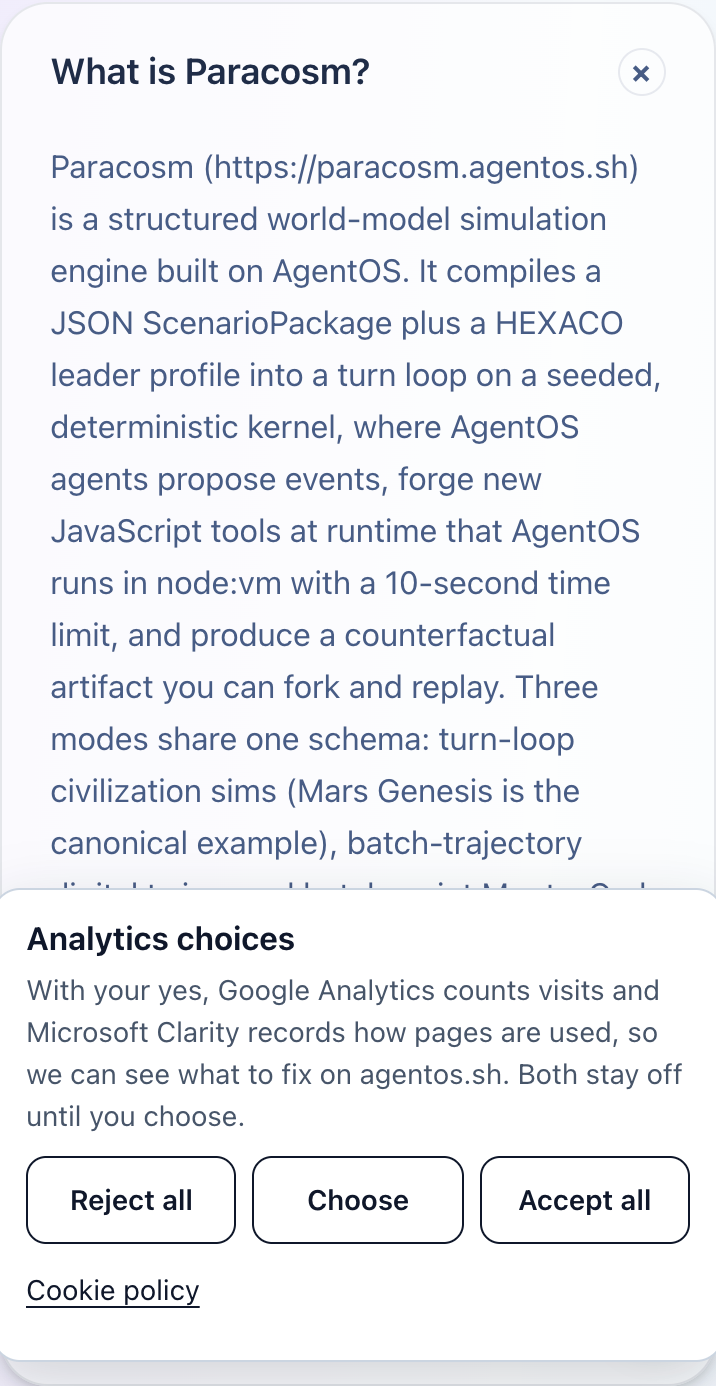 What is Paracosm?
Paracosm (https://paracosm.agentos.sh)
is a structured world-model simulation
engine built on AgentOS. It compiles a
JSON ScenarioPackage plus a HEXACO
leader profile into a turn loop on a seeded,
deterministic kernel, where AgentOS
agents propose events, forge new
JavaScript tools at runtime that AgentOS
runs in node:vm with a 10-second time
limit, and produce a counterfactual
artifact you can fork and replay. Three
modes share one schema: turn-loop
civilization sims (Mars Genesis is the
canonical example), batch-trajectory
Analytics choices
With your yes, Google Analytics counts visits and
Microsoft Clarity records how pages are used, so
we can see what to fix on agentos.sh. Both stay off
until you choose.
Reject all
Choose
Accept all
Cookie policy